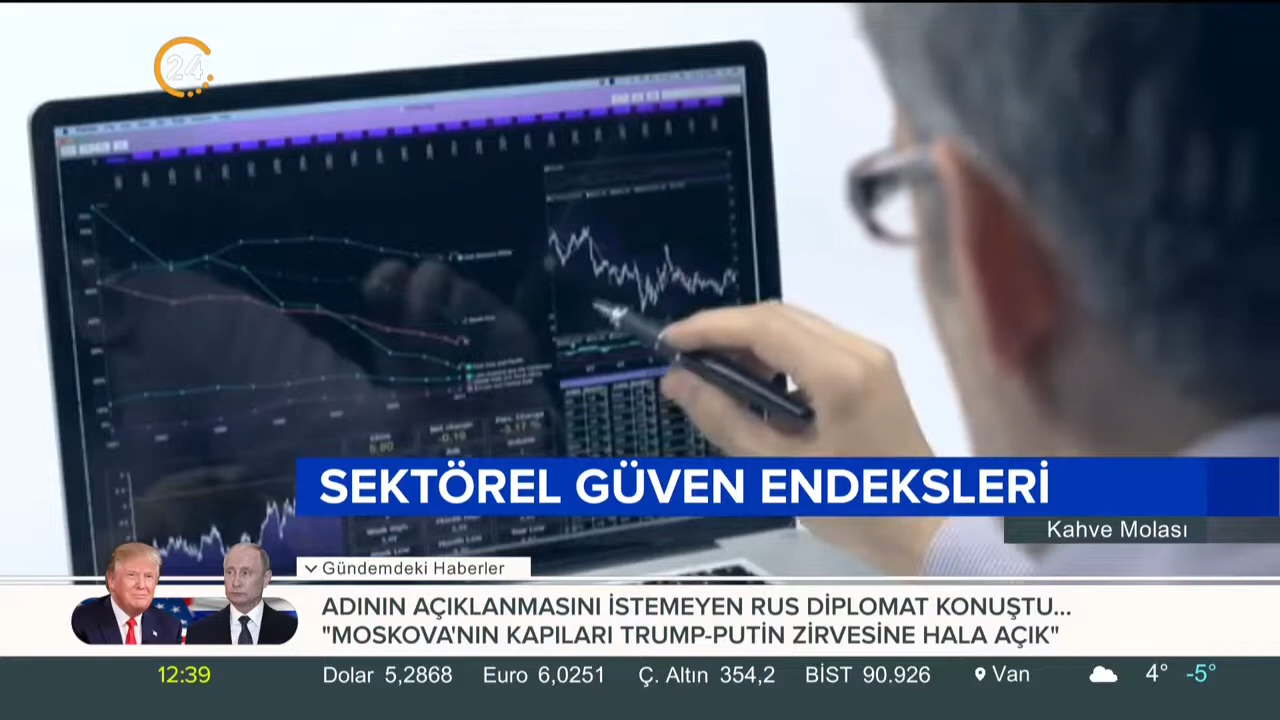 24
SEKTÖREL GÜVEN ENDEKSLERİ
Kahve Molası
Gündemdeki Haberler
ADININ AÇIKLANMASINI İSTEMEYEN RUS DİPLOMAT KONUŞTU...
"MOSKOVA'NIN KAPILARI TRUMP-PUTİN ZİRVESİNE HALA AÇIK"
12:39 Dolar 5,2868 Euro 6,0251 Ç. Altın 354,2 BİST 90.926 Van 4° -5°